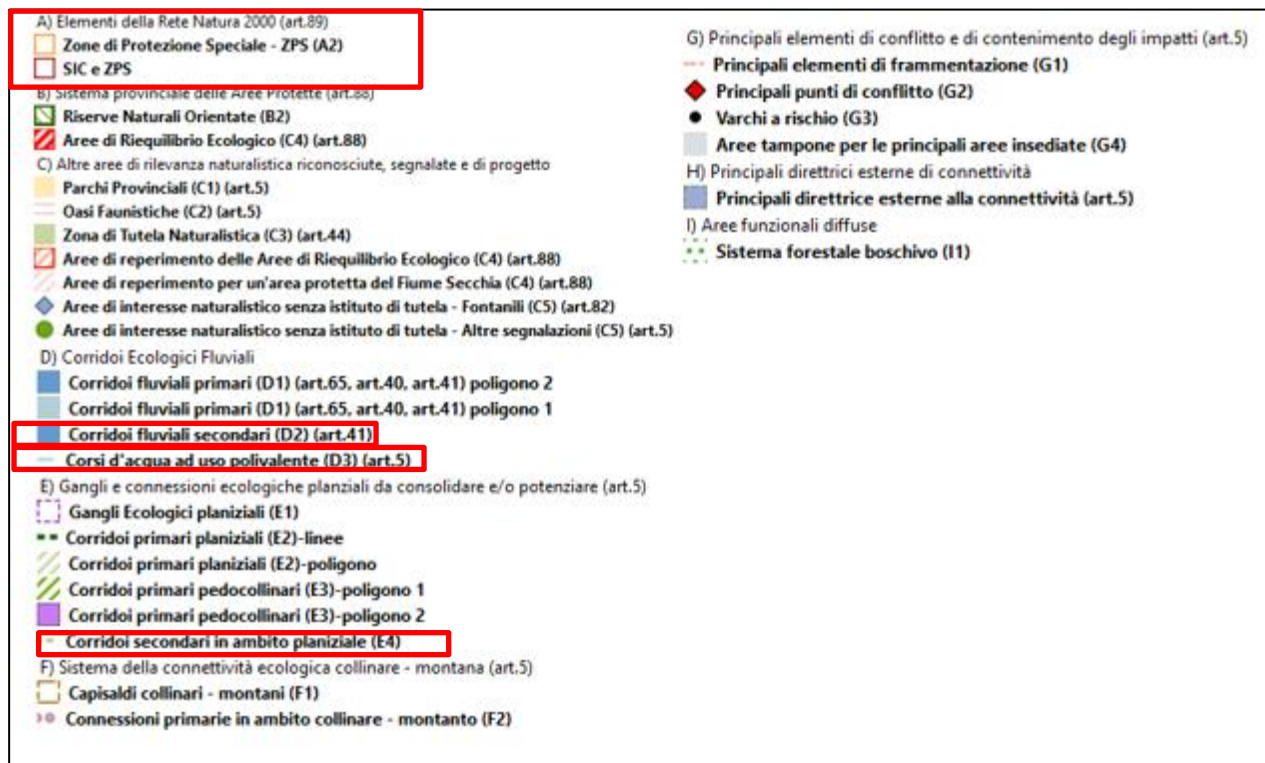 A) Elementi della Rete Natura 2000 (art.89)
Zone di Protezione Speciale - ZPS (A2)
SIC e ZPS
B) Sistema provinciale delle Aree Protette (art.88)
Riserve Naturali Orientate (B2)
Aree di Riequilibrio Ecologico (C4) (art.88)
C) Altre aree di rilevanza naturalistica riconosciute, segnalate e di progetto
Parchi Provinciali (C1) (art.5)
Oasi Faunistiche (C2) (art.5)
Zona di Tutela Naturalistica (C3) (art.44)
Aree di reperimento delle Aree di Riequilibrio Ecologico (C4) (art.88)
Aree di reperimento per un'area protetta del Fiume Secchia (C4) (art.88)
Aree di interesse naturalistico senza istituto di tutela - Fontanili (C5) (art.82)
Aree di interesse naturalistico senza istituto di tutela - Altre segnalazioni (C5) (art.5)
D) Corridoi Ecologici Fluviali
Corridoi fluviali primari (D1) (art.65, art.40, art.41) poligono 2
Corridoi fluviali primari (D1) (art.65, art.40, art.41) poligono 1
Corridoi fluviali secondari (D2) (art.41)
Corsi d'acqua ad uso polivalente (D3) (art.5)
E) Gangli e connessioni ecologiche planziali da consolidare e/o potenziare (art.5)
Gangli Ecologici planiziali (E1)
Corridoi primari planiziali (E2)-linee
Corridoi primari planiziali (E2)-poligono
Corridoi primari pedocollinari (E3)-poligono 1
Corridoi primari pedocollinari (E3)-poligono 2
Corridoi secondari in ambito planiziale (E4)
F) Sistema della connettività ecologica collinare - montana (art.5)
Capisaldi collinari - montani (F1)
Connessioni primarie in ambito collinare - montanto (F2)
G) Principali elementi di conflitto e di contenimento degli impatti (art.5)
Principali elementi di frammentazione (G1)
Principali punti di conflitto (G2)
Varchi a rischio (G3)
Aree tampone per le principali aree insediate (G4)
H) Principali direttrici esterne di connettività
Principali direttrice esterne alla connettività (art.5)
I) Aree funzionali diffuse
Sistema forestale boschivo (I1)